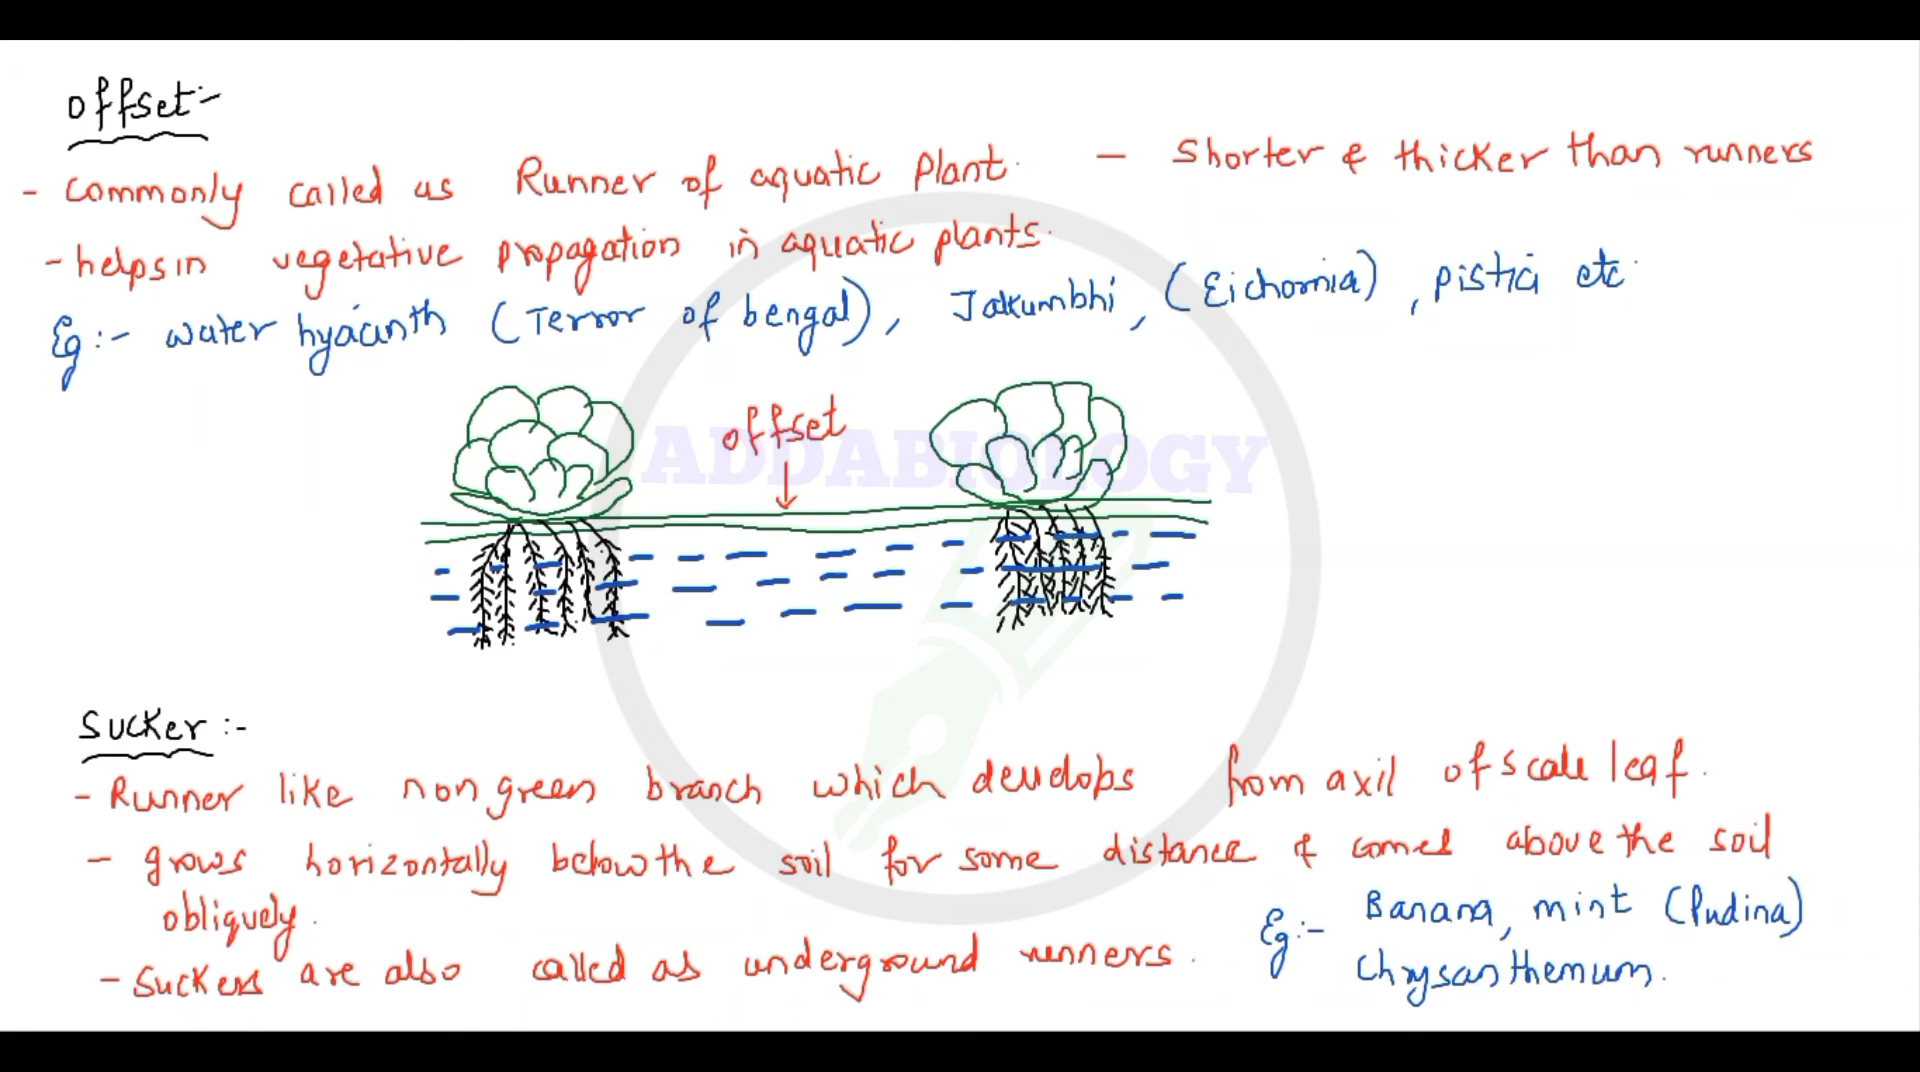 Offset:-
- Commonly called as Runner of aquatic Plant. - Shorter & thicker than runners
- helps in vegetative propagation in aquatic plants.
Eg:- water hyacinth (Terror of bengal), Jalkumbhi, (Eichornia), pistia etc.
offset
ADDABIOLOGY
Sucker:-
- Runner like non green branch which develops from axil of scale leaf.
- grows horizontally below the soil for some distance & comes above the soil
obliquely.
Eg:- Banana, mint (Pudina)
Chrysanthemum.
- Suckers are also called as underground runners.